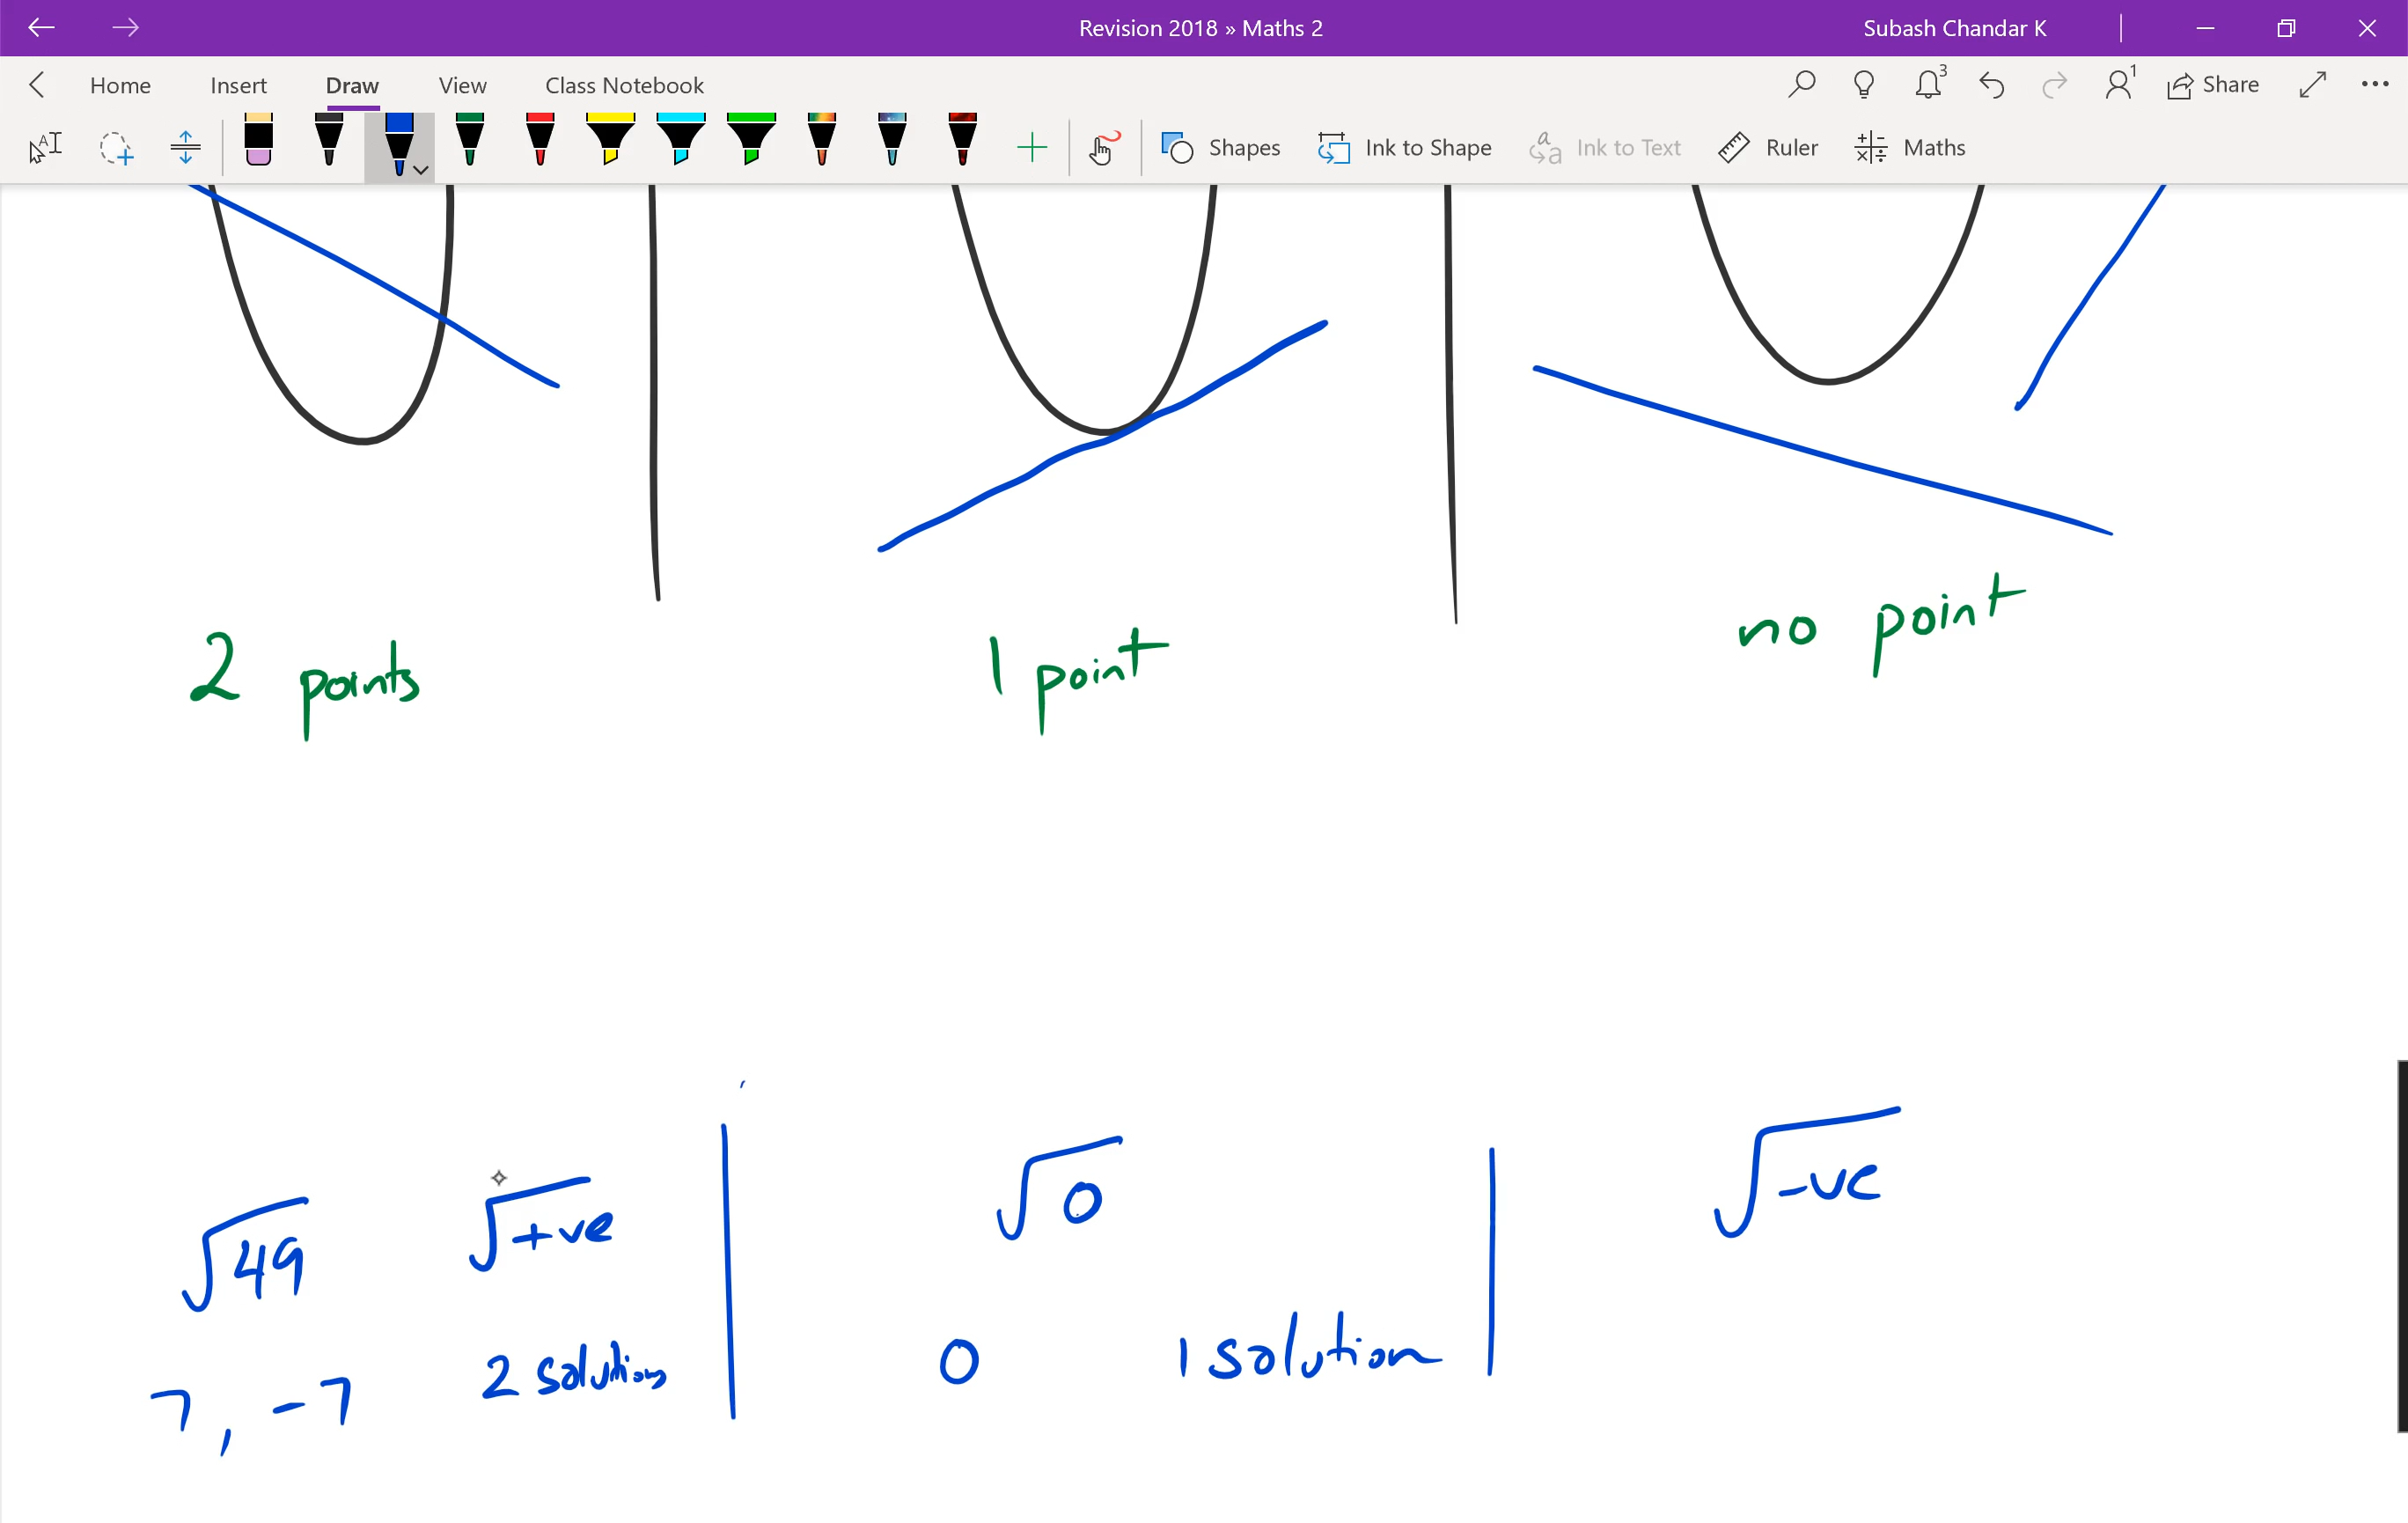 Revision 2018 » Maths 2
Subash Chandar K
Home Insert Draw View Class Notebook
3
1
Share
Shapes Ink to Shape Ink to Text Ruler Maths
2 points
1 point
no point
√49
√+ve
√0
√-ve
7, -7
2 solutions
0
1 solution